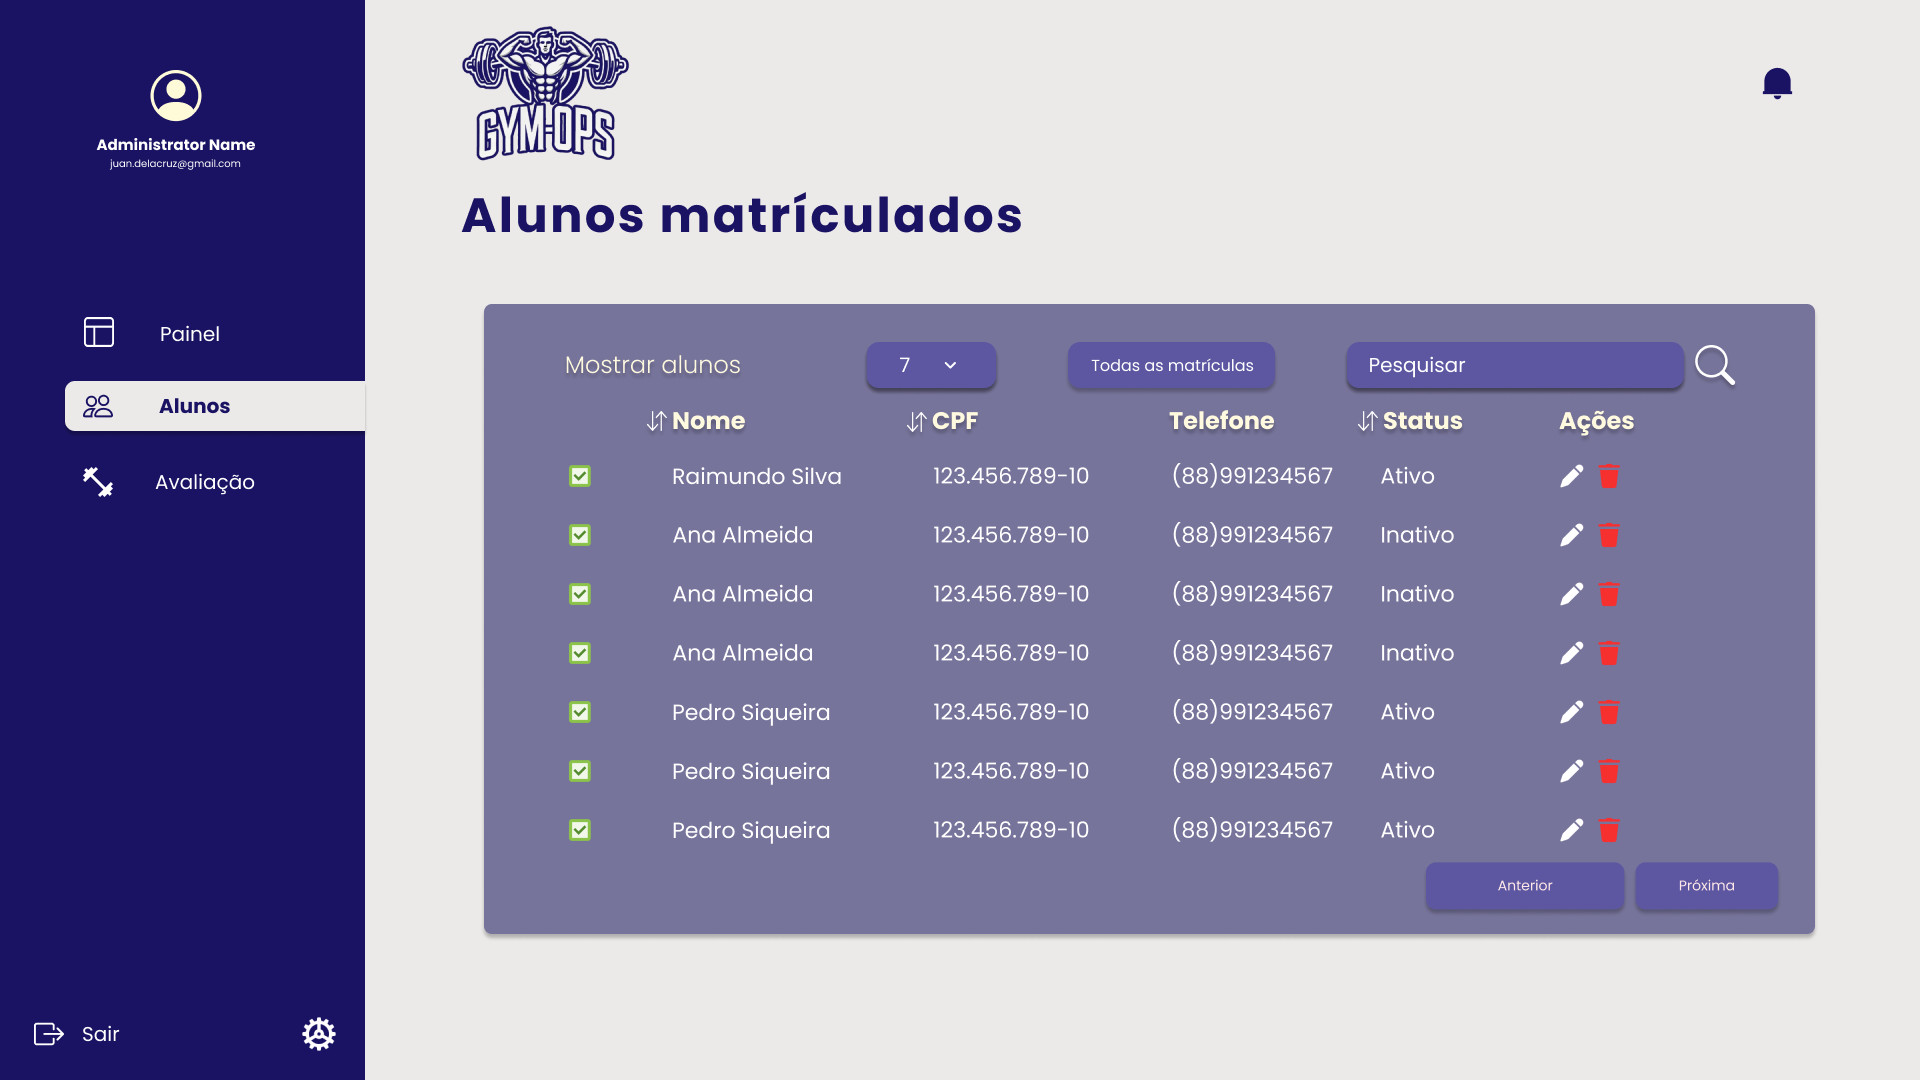 Administrator Name
juan.delacruz@gmail.com
Painel
Alunos
Avaliação
Sair
GYM-OPS
Alunos matrículados
Mostrar alunos 7 Todas as matrículas Pesquisar
Nome CPF Telefone Status Ações
Raimundo Silva 123.456.789-10 (88)991234567 Ativo
Ana Almeida 123.456.789-10 (88)991234567 Inativo
Ana Almeida 123.456.789-10 (88)991234567 Inativo
Ana Almeida 123.456.789-10 (88)991234567 Inativo
Pedro Siqueira 123.456.789-10 (88)991234567 Ativo
Pedro Siqueira 123.456.789-10 (88)991234567 Ativo
Pedro Siqueira 123.456.789-10 (88)991234567 Ativo
Anterior Próxima